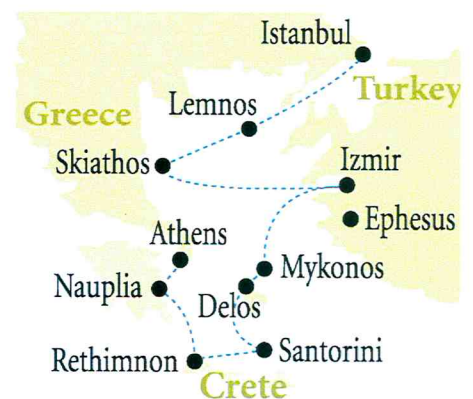 Istanbul
Turkey
Lemnos
Greece
Skiathos
Izmir
Ephesus
Athens
Mykonos
Nauplia
Delos
Santorini
Rethimnon
Crete